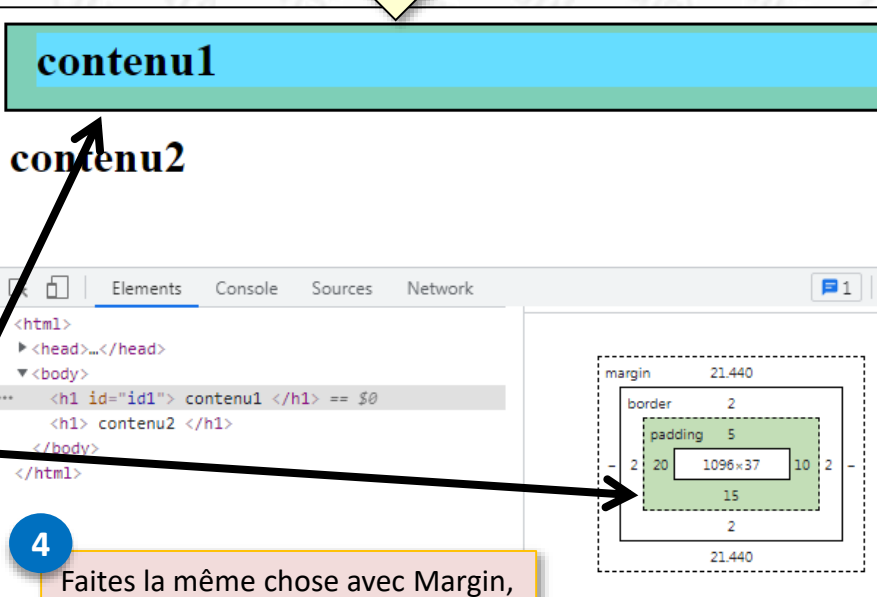 contenu1
contenu2
Elements Console Sources Network 1
<html>
▶<head>…</head>
▼<body>
··· <h1 id="id1"> contenu1 </h1> == $0
<h1> contenu2 </h1>
</body>
</html>
margin 21.440
border 2
padding 5
– 2 20 1096×37 10 2 –
15
2
21.440
4
Faites la même chose avec Margin,